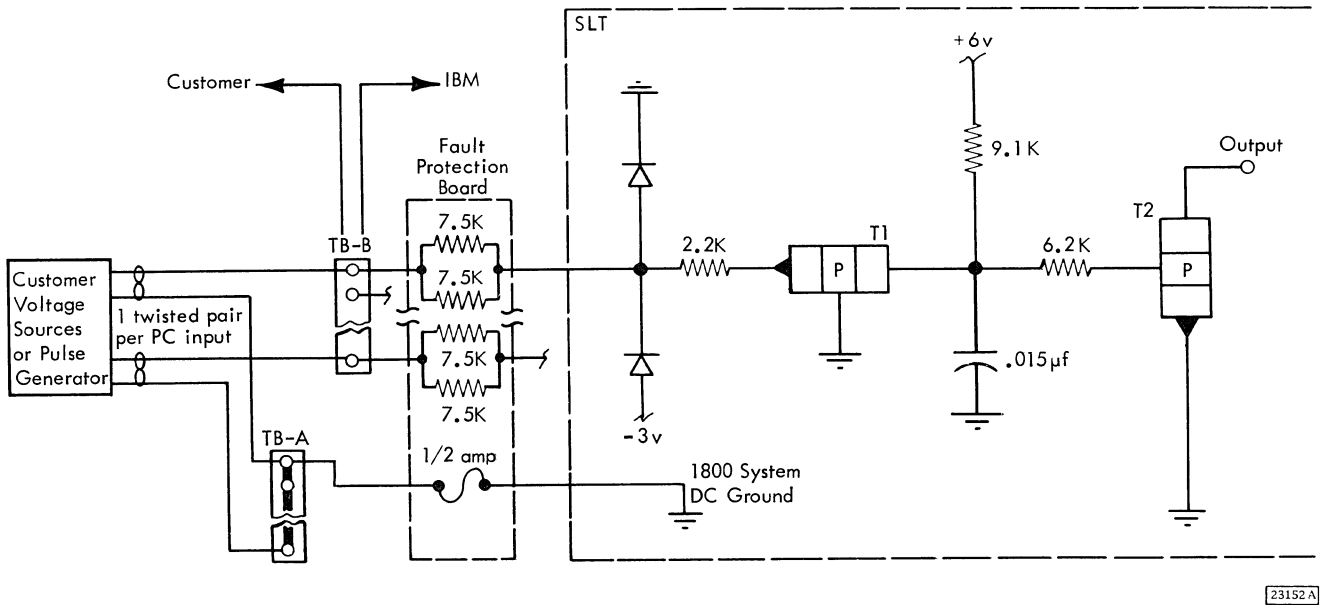 SLT
+6v
Customer
IBM
Fault
Protection
Board
9.1K
Output
7.5K
TB-B
T1
T2
2.2K
6.2K
P
P
7.5K
Customer
Voltage
Sources
or Pulse
Generator
1 twisted pair
per PC input
7.5K
7.5K
.015µf
-3v
TB-A
1/2 amp
1800 System
DC Ground
23152A